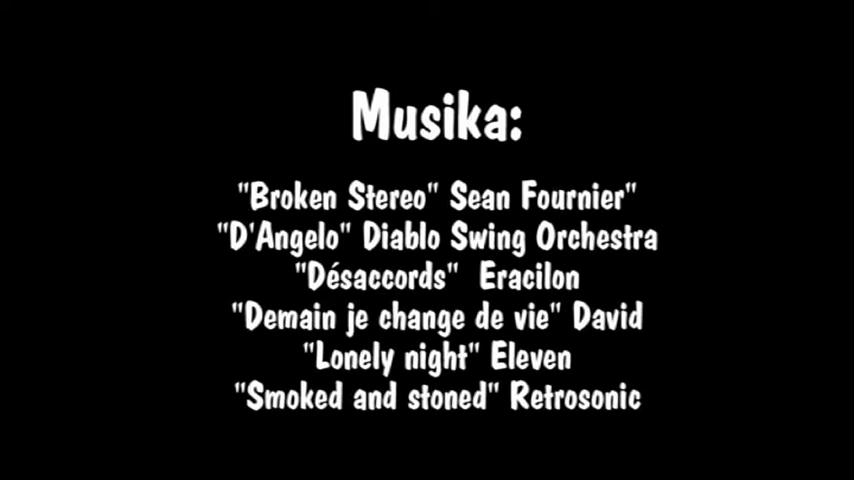 Musika:
"Broken Stereo" Sean Fournier"
"D'Angelo" Diablo Swing Orchestra
"Désaccords"  Eracilon
"Demain je change de vie" David
"Lonely night" Eleven
"Smoked and stoned" Retrosonic